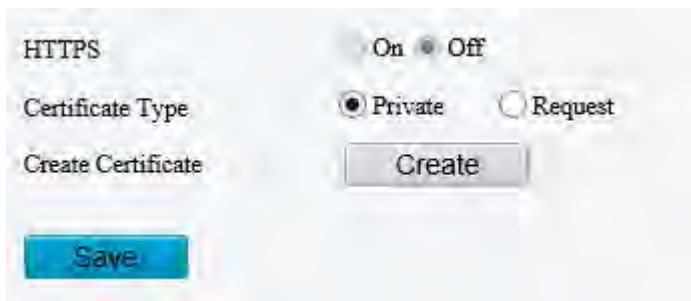 HTTPS On Off
Certificate Type Private Request
Create Certificate Create
Save